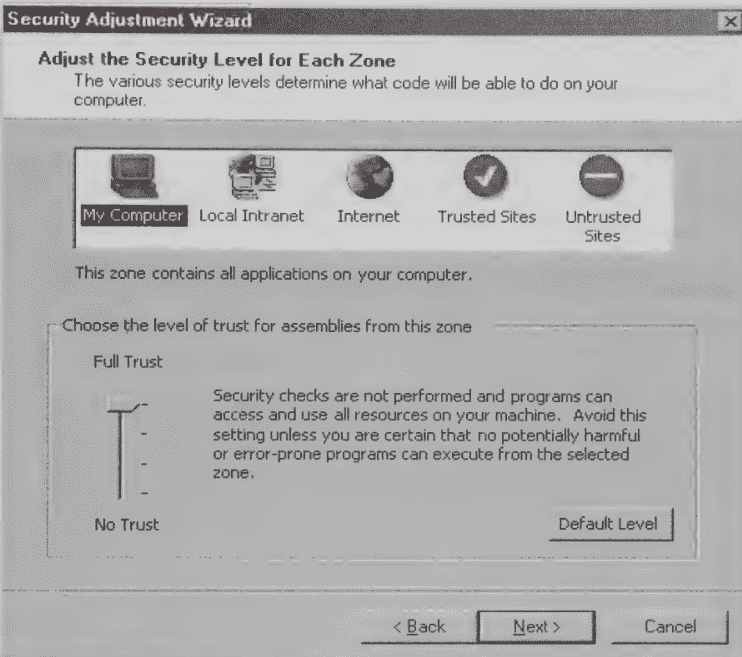 Security Adjustment Wizard
Adjust the Security Level for Each Zone
The various security levels determine what code will be able to do on your
computer.
My Computer
Local Intranet
Internet
Trusted Sites
Untrusted
Sites
This zone contains all applications on your computer.
Choose the level of trust for assemblies from this zone
Full Trust
Security checks are not performed and programs can
access and use all resources on your machine. Avoid this
setting unless you are certain that no potentially harmful
or error-prone programs can execute from the selected
zone.
No Trust
Default Level
< Back
Next >
Cancel